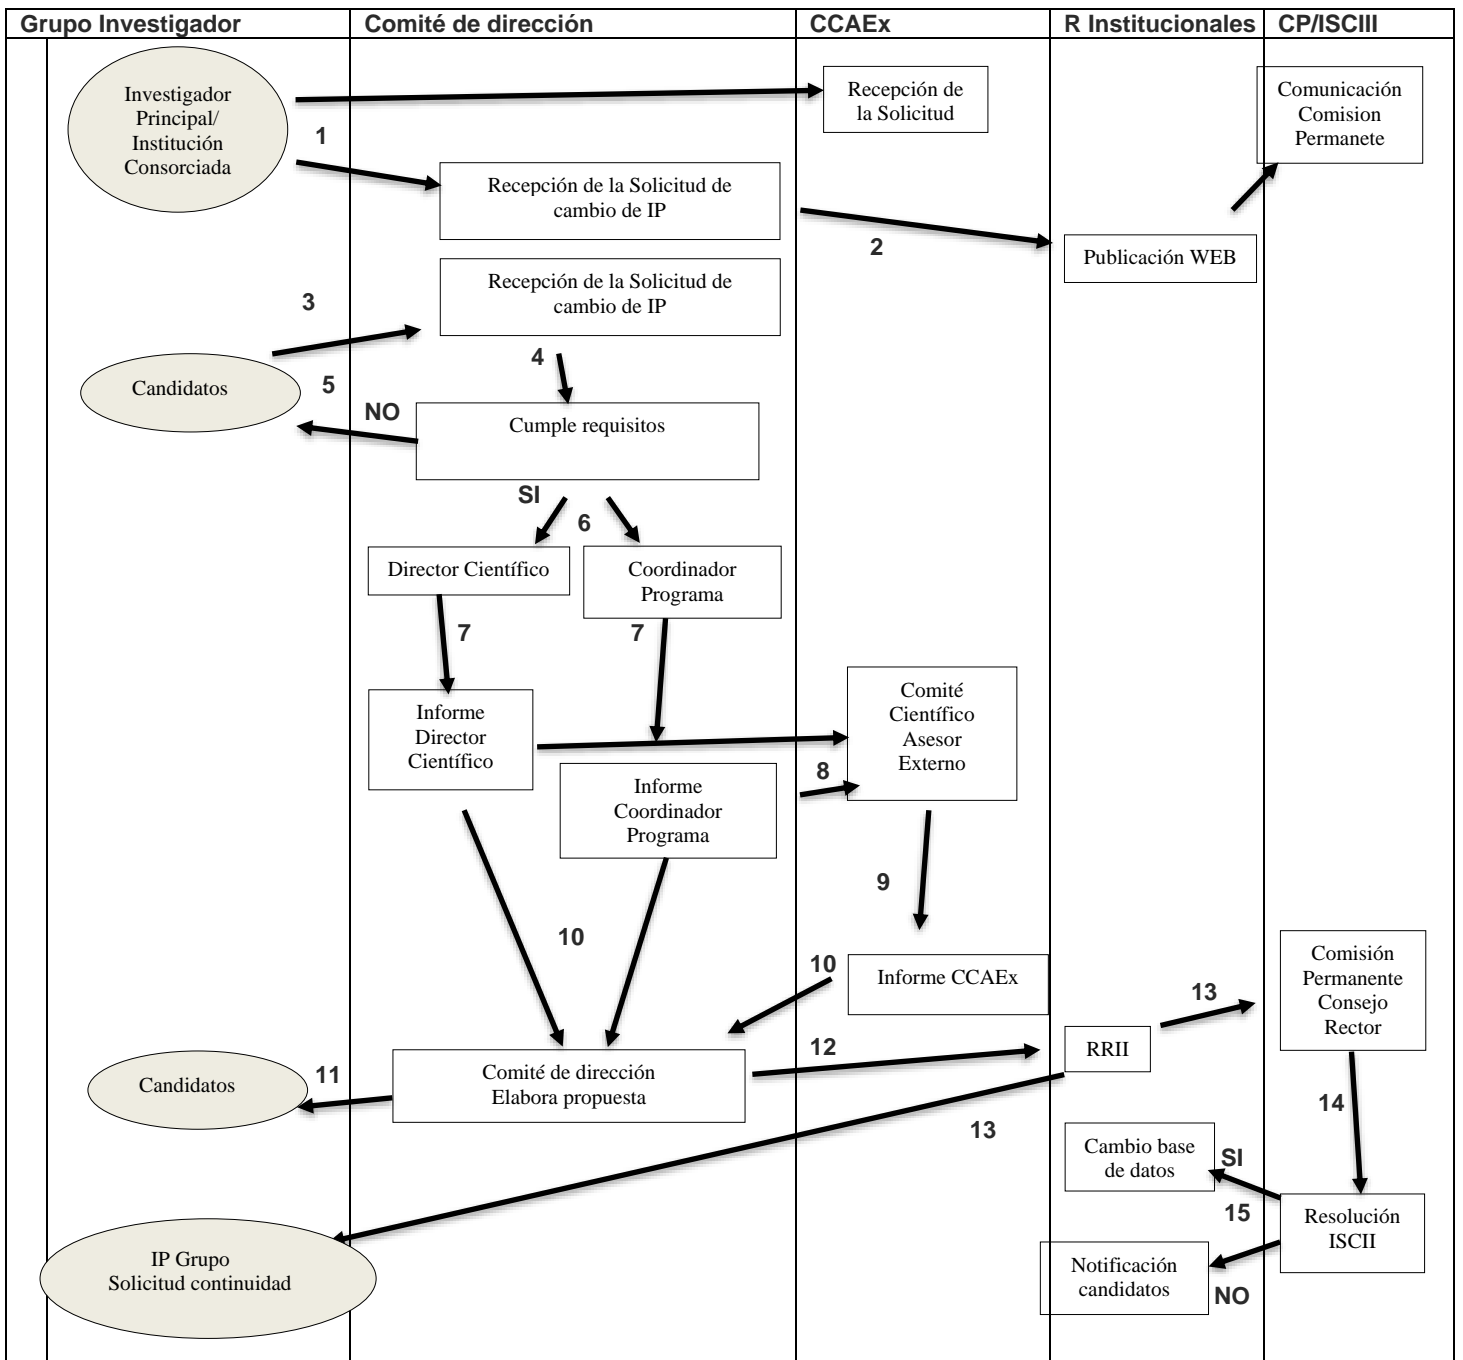 Grupo Investigador
Comité de dirección
CCAEx
R Institucionales
CP/ISCIII
Investigador
Principal/
Institución
Consorciada
1
Recepción de
la Solicitud
Comunicación
Comision
Permanete
Recepción de la Solicitud de
cambio de IP
2
Publicación WEB
Recepción de la Solicitud de
cambio de IP
3
4
Candidatos
5
NO
Cumple requisitos
SI
6
Director Científico
Coordinador
Programa
7
7
Informe
Director
Científico
Comité
Científico
Asesor
Externo
8
Informe
Coordinador
Programa
9
10
10
Informe CCAEx
13
Comisión
Permanente
Consejo
Rector
Candidatos
11
Comité de dirección
Elabora propuesta
12
RRII
13
14
Cambio base
de datos
SI
15
Resolución
ISCII
Notificación
candidatos
NO
IP Grupo
Solicitud continuidad